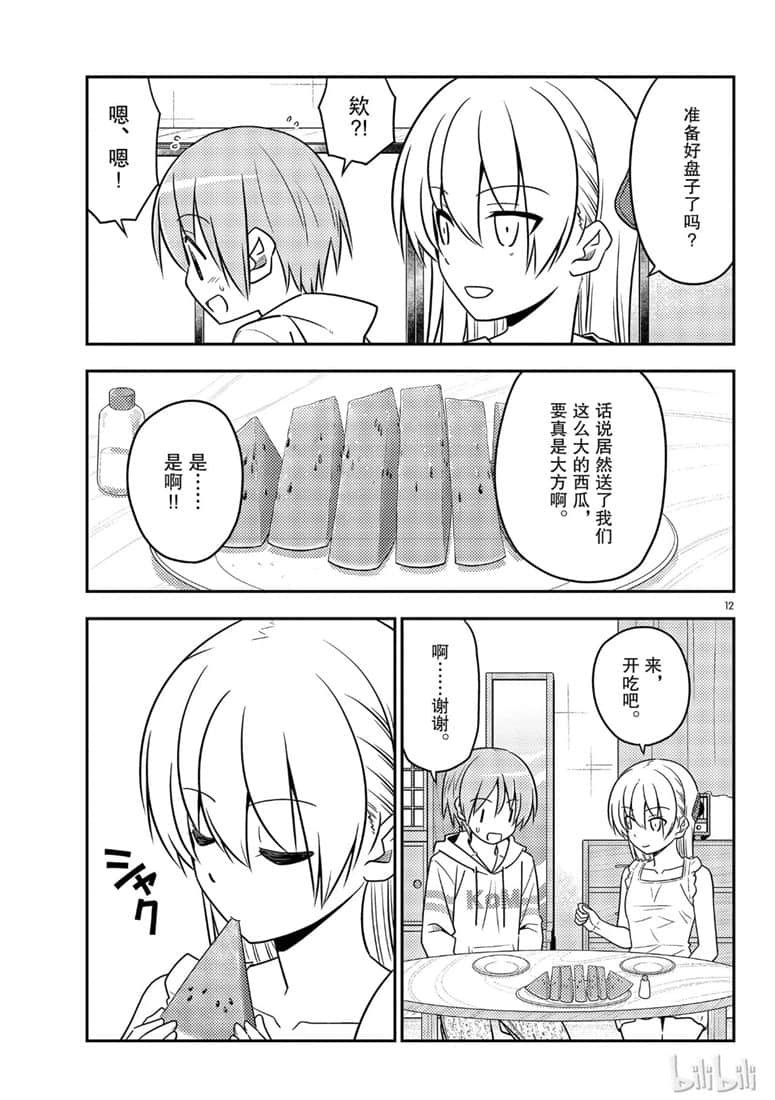 准备好盘子了吗？
欸?!
嗯、嗯！
话说居然送了我们
这么大的西瓜，
要真是大方啊。
是……
是啊!!
12
来，
开吃吧。
啊……谢谢。
シャク
bilibili